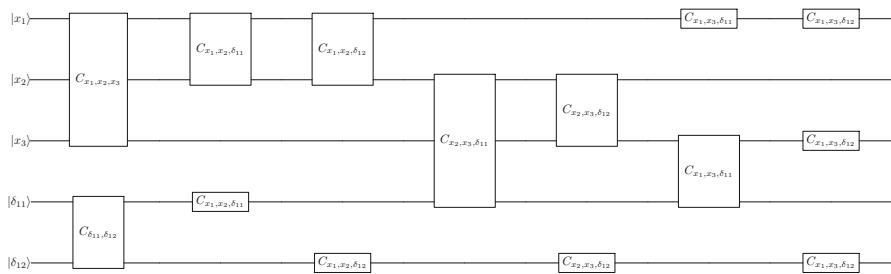 |x₁⟩ C_{x₁,x₂,x₃} C_{x₁,x₂,δ₁₁} C_{x₁,x₂,δ₁₂} C_{x₁,x₃,δ₁₁} C_{x₁,x₃,δ₁₂}
|x₂⟩ C_{x₂,x₃,δ₁₁} C_{x₂,x₃,δ₁₂}
|x₃⟩ C_{x₁,x₃,δ₁₁} C_{x₁,x₃,δ₁₂}
|δ₁₁⟩ C_{δ₁₁,δ₁₂} C_{x₁,x₂,δ₁₁}
|δ₁₂⟩ C_{x₁,x₂,δ₁₂} C_{x₂,x₃,δ₁₂} C_{x₁,x₃,δ₁₂}